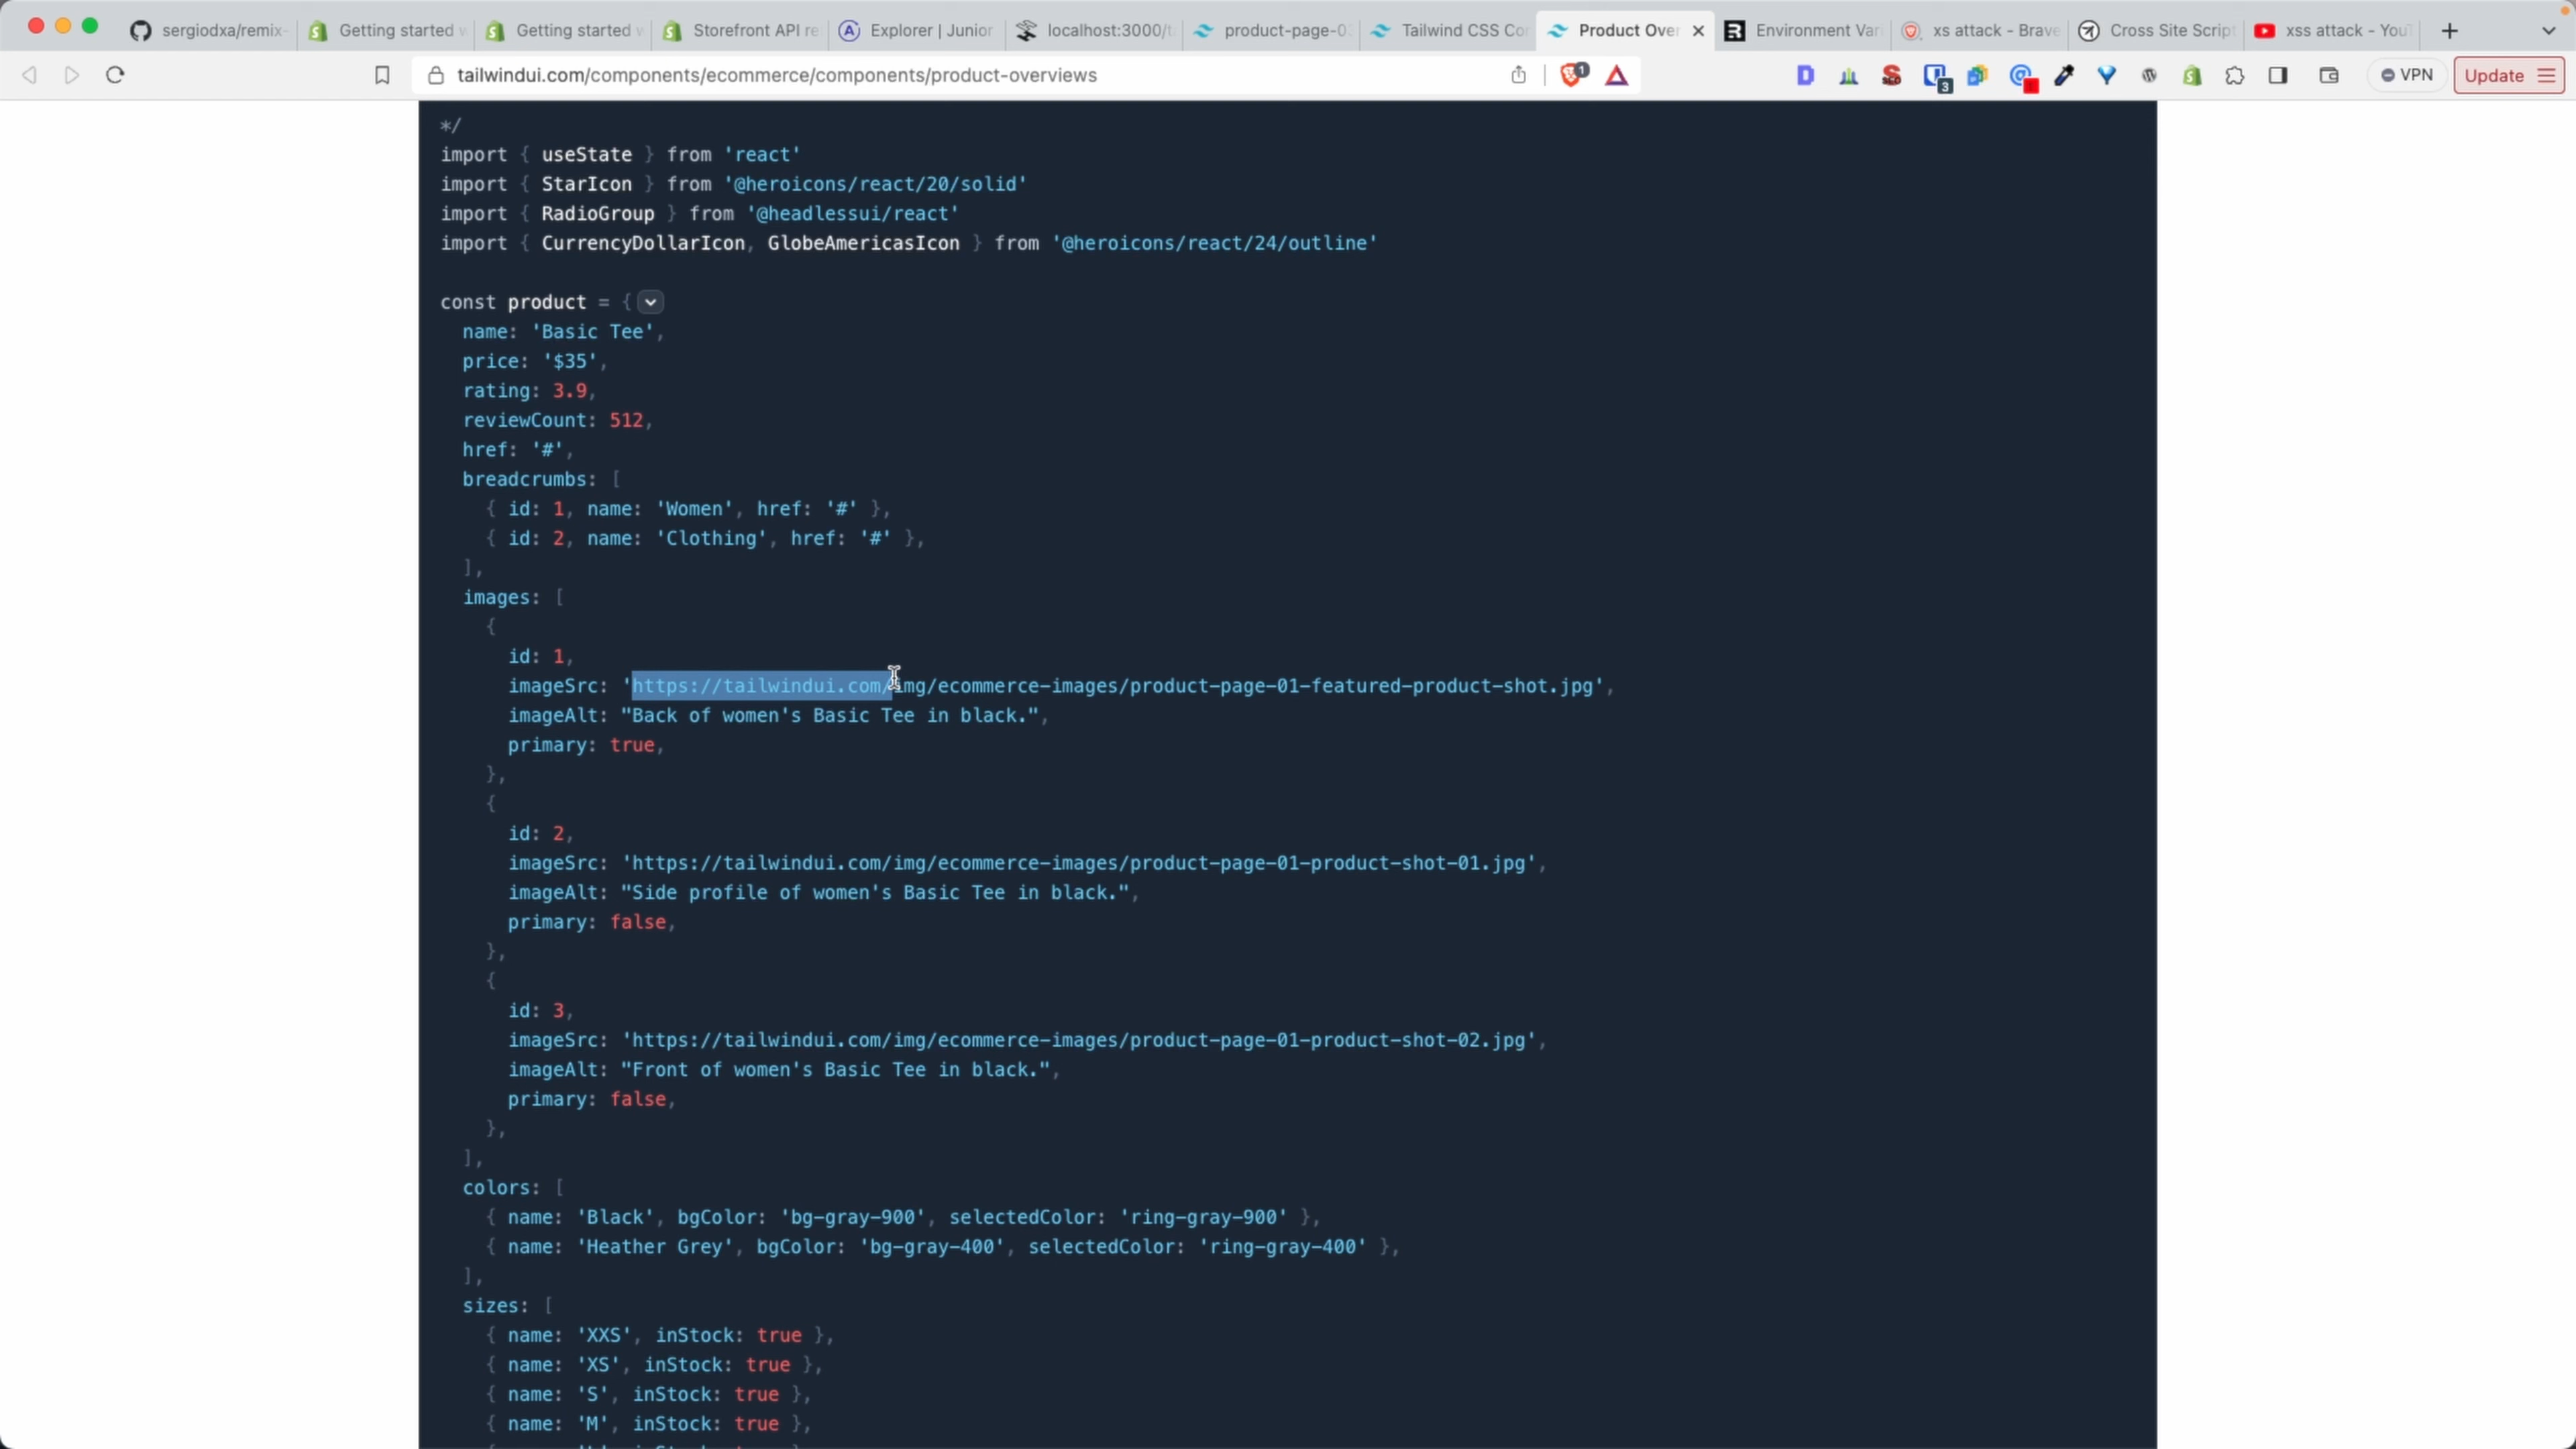 sergiodxa/remix-
Getting started
Getting started
Storefront API re
Explorer | Junior
localhost:3000/t
product-page-0
Tailwind CSS Co
Product Over
Environment Var
xs attack - Brave
Cross Site Script
xss attack - You
tailwindui.com/components/ecommerce/components/product-overviews
1
3
VPN
Update
*/
import { useState } from 'react'
import { StarIcon } from '@heroicons/react/20/solid'
import { RadioGroup } from '@headlessui/react'
import { CurrencyDollarIcon, GlobeAmericasIcon } from '@heroicons/react/24/outline'
const product = {
name: 'Basic Tee',
price: '$35',
rating: 3.9,
reviewCount: 512,
href: '#',
breadcrumbs: [
{ id: 1, name: 'Women', href: '#' },
{ id: 2, name: 'Clothing', href: '#' },
],
images: [
{
id: 1,
imageSrc: 'https://tailwindui.com/img/ecommerce-images/product-page-01-featured-product-shot.jpg',
imageAlt: "Back of women's Basic Tee in black.",
primary: true,
},
{
id: 2,
imageSrc: 'https://tailwindui.com/img/ecommerce-images/product-page-01-product-shot-01.jpg',
imageAlt: "Side profile of women's Basic Tee in black.",
primary: false,
},
{
id: 3,
imageSrc: 'https://tailwindui.com/img/ecommerce-images/product-page-01-product-shot-02.jpg',
imageAlt: "Front of women's Basic Tee in black.",
primary: false,
},
],
colors: [
{ name: 'Black', bgColor: 'bg-gray-900', selectedColor: 'ring-gray-900' },
{ name: 'Heather Grey', bgColor: 'bg-gray-400', selectedColor: 'ring-gray-400' },
],
sizes: [
{ name: 'XXS', inStock: true },
{ name: 'XS', inStock: true },
{ name: 'S', inStock: true },
{ name: 'M', inStock: true },